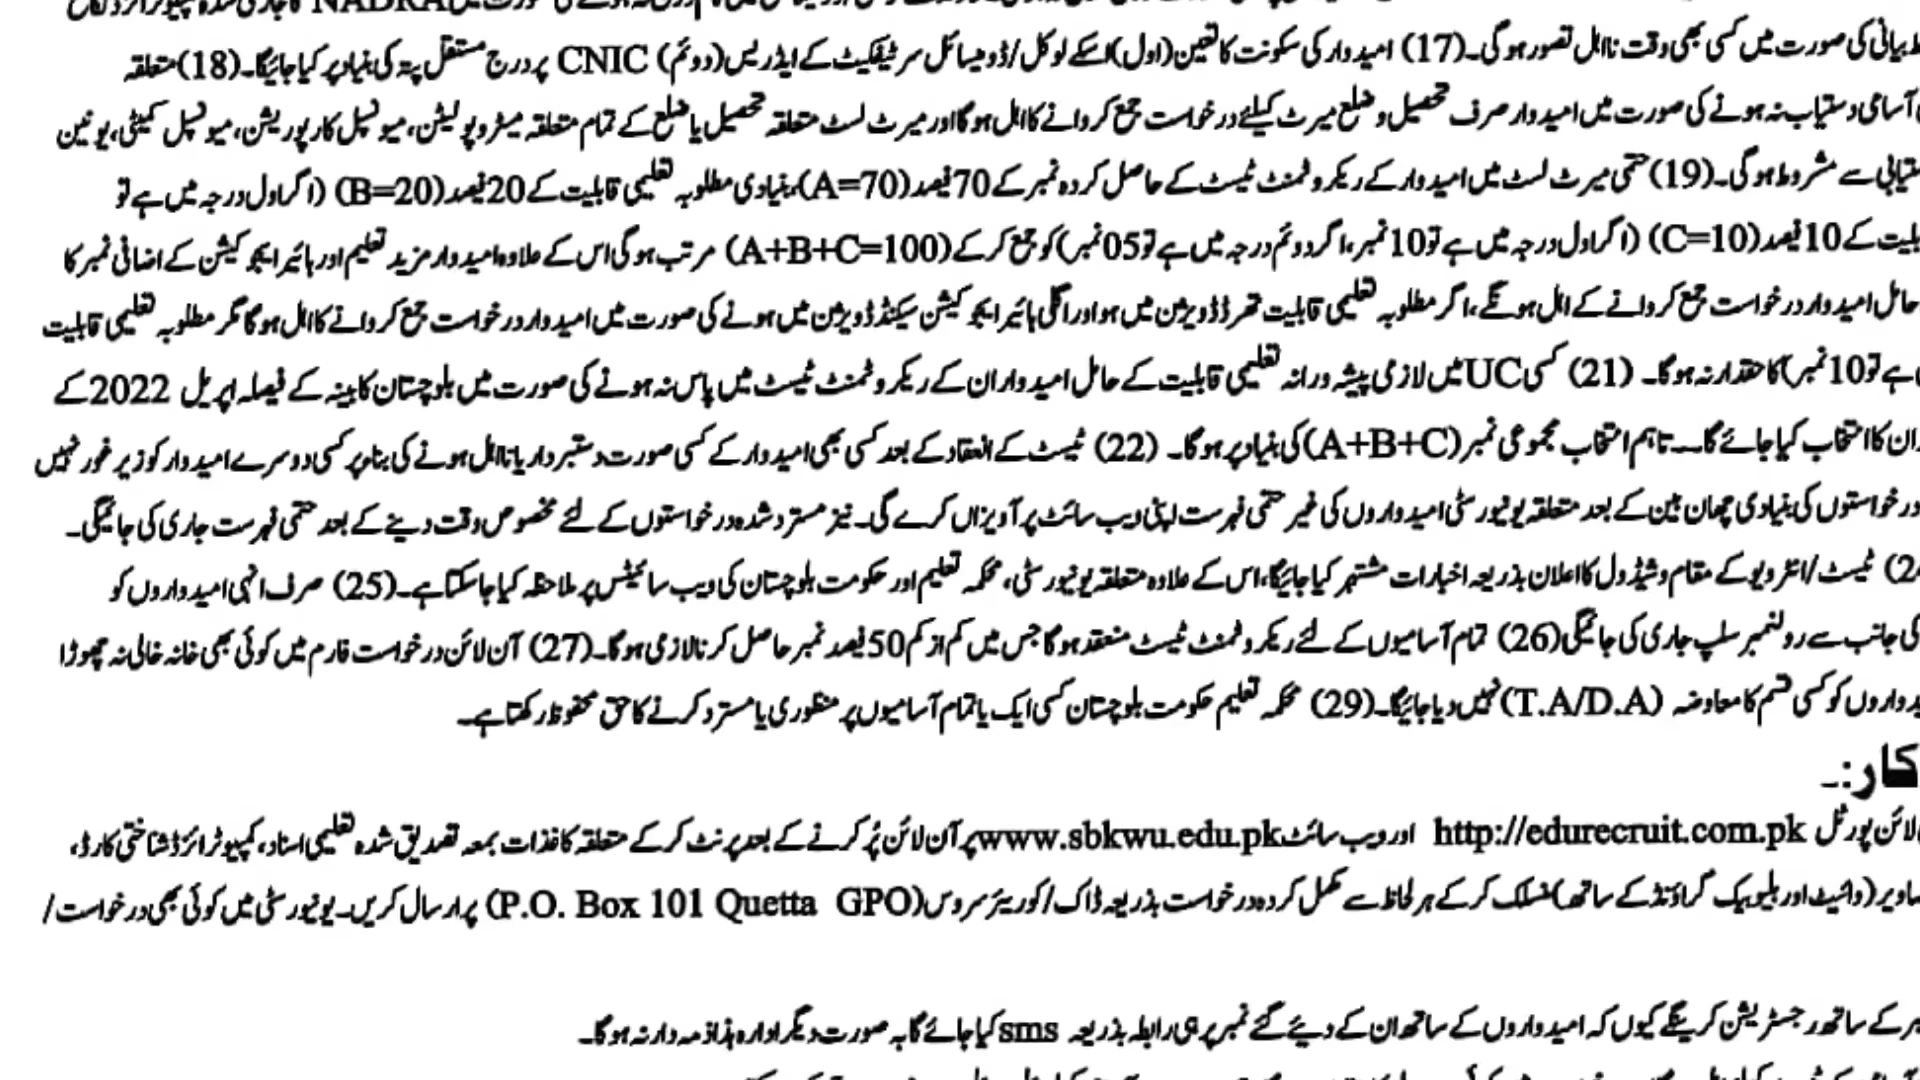 بیانی کی صورت میں کسی بھی وقت نااہل تصور ہوگی۔(17) امیدوار کی سکونت کا تعین (اول) اسکے لوکل/ڈومیسائل سرٹیفکیٹ کے ایڈریس (دوئم) CNIC پر درج مستقل پتہ کی بنیاد پر کیا جائیگا۔(18) متعلقہ
آسامی دستیاب نہ ہونے کی صورت میں امیدوار صرف تحصیل و ضلع میرٹ کیلئے درخواست جمع کروانے کا اہل ہوگا اور میرٹ لسٹ متعلقہ تحصیل یا ضلع کے تمام متعلقہ میٹروپولیٹن، میونسپل کارپوریشن، میونسپل کمیٹی، یونین
سے مشروط ہوگی۔(19) حتمی میرٹ لسٹ میں امیدوار کے ریکروٹمنٹ ٹیسٹ کے حاصل کردہ نمبر کے 70 فیصد (A=70)، بنیادی مطلوبہ تعلیمی قابلیت کے 20 فیصد (B=20) (اگر اول درجہ میں ہے تو
کے 10 فیصد (C=10) (اگر اول درجہ میں ہے تو 10 نمبر، اگر دوئم درجہ میں ہے تو 05 نمبر) کو جمع کر کے (A+B+C=100) مرتب ہوگی اس کے علاوہ امیدوار مزید تعلیم اور ہائیر ایجوکیشن کے اضافی نمبر کا
حامل امیدوار درخواست جمع کروانے کے اہل ہونگے، اگر مطلوبہ تعلیمی قابلیت تھرڈ ڈویژن میں ہو اور اگلی ہائیر ایجوکیشن سیکنڈ ڈویژن میں ہونے کی صورت میں امیدوار درخواست جمع کروانے کا اہل ہوگا مگر مطلوبہ تعلیمی قابلیت
ہے تو 10 نمبر) کا حقدار نہ ہوگا۔ (21) کسی UC میں لازمی پیشہ ورانہ تعلیمی قابلیت کے حامل امیدواران کے ریکروٹمنٹ ٹیسٹ میں پاس نہ ہونے کی صورت میں بلوچستان کابینہ کے فیصلہ اپریل 2022 کے
کا انتخاب کیا جائے گا۔ تاہم انتخاب مجموعی نمبر (A+B+C) کی بنیاد پر ہوگا۔ (22) ٹیسٹ کے انعقاد کے بعد کسی بھی امیدوار کے کسی صورت دستبردار یا نااہل ہونے کی بناء پر کسی دوسرے امیدوار کو زیر غور نہیں
درخواستوں کی بنیادی چھان بین کے بعد متعلقہ یونیورسٹی امیدواروں کی غیر حتمی فہرست اپنی ویب سائٹ پر آویزاں کرے گی۔ نیز مسترد شدہ درخواستوں کے لئے مخصوص وقت دینے کے بعد حتمی فہرست جاری کی جائیگی۔
ٹیسٹ/انٹرویو کے مقام و شیڈول کا اعلان بذریعہ اخبارات مشتہر کیا جائیگا، اس کے علاوہ متعلقہ یونیورسٹی، محکمہ تعلیم اور حکومت بلوچستان کی ویب سائیٹس پر ملاحظہ کیا جاسکتا ہے۔(25) صرف انہی امیدواروں کو
کی جانب سے رولنمبر سلپ جاری کی جائیگی (26) تمام آسامیوں کے لئے ریکروٹمنٹ ٹیسٹ منعقد ہوگا جس میں کم از کم 50 فیصد نمبر حاصل کرنا لازمی ہوگا۔(27) آن لائن درخواست فارم میں کوئی بھی خانہ خالی نہ چھوڑا
کو کسی قسم کا معاوضہ (T.A/D.A) نہیں دیا جائیگا۔(29) محکمہ تعلیم حکومت بلوچستان کسی ایک یا تمام آسامیوں پر منظوری یا مسترد کرنے کا حق محفوظ رکھتا ہے۔
کار:۔
لائن پورٹل http://edurecruit.com.pk اور ویب سائٹ www.sbkwu.edu.pk پر آن لائن پُر کرنے کے بعد پرنٹ کر کے متعلقہ کاغذات بمعہ تصدیق شدہ تعلیمی اسناد، کمپیوٹرائزڈ شناختی کارڈ،
(وائیٹ اور بلیو بیک گراؤنڈ کے ساتھ) منسلک کر کے ہر لحاظ سے مکمل کردہ درخواست بذریعہ ڈاک/کوریئر سروس (P.O. Box 101 Quetta GPO) پر ارسال کریں۔ یونیورسٹی میں کوئی بھی درخواست/
کے ساتھ رجسٹریشن کرینگے کیوں کہ امیدواروں کے ساتھ ان کے دیئے گئے نمبر پر ہی رابطہ بذریعہ sms کیا جائے گا بہ صورت دیگر ادارہ ہذا ذمہ دار نہ ہوگا۔